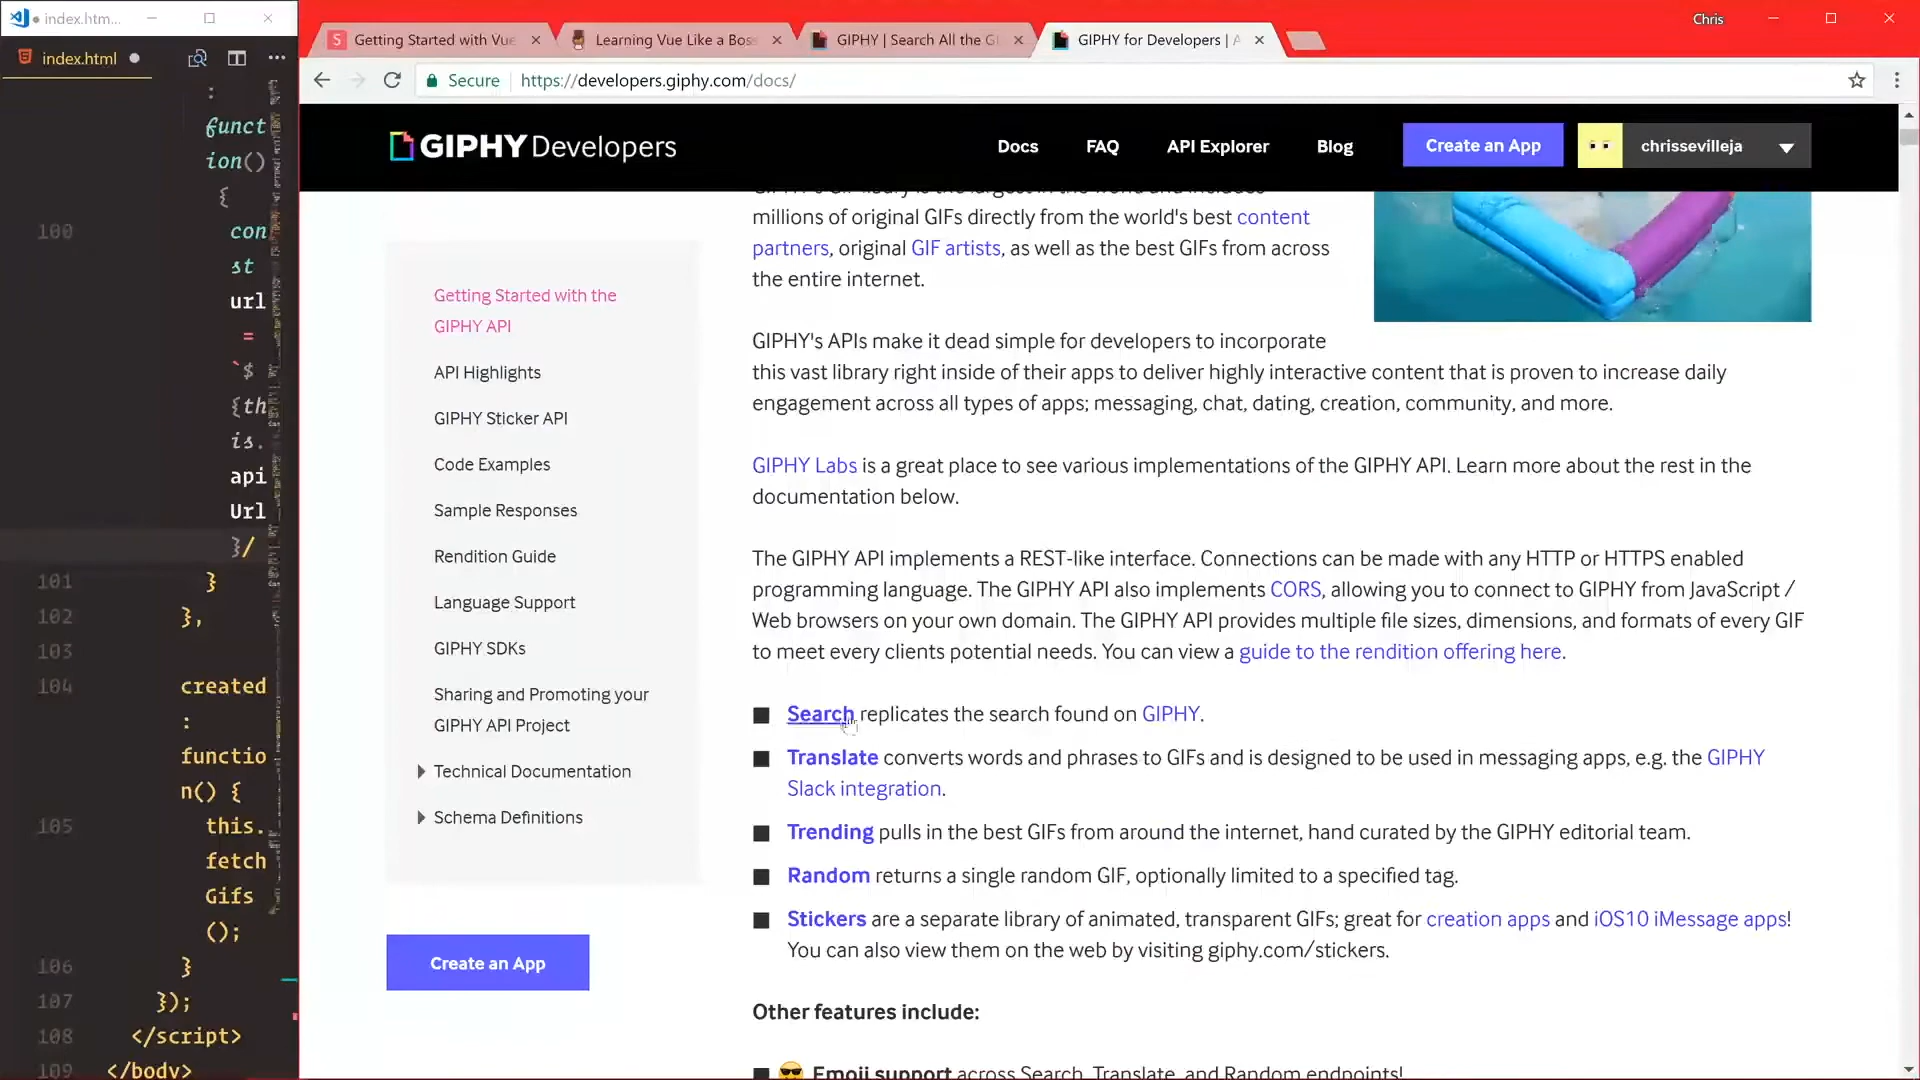 index.htm...
index.html
:
funct
ion()
{
100
con
st
url
=
`$
{th
is.
api
Url
}/
101 }
102 },
103
104 created
:
functio
n() {
105 this.
fetch
Gifs
();
106 }
107 });
108 </script>
109 </body>
Chris
Getting Started with Vue
Learning Vue Like a Bos
GIPHY | Search All the GI
GIPHY for Developers | A
Secure https://developers.giphy.com/docs/
GIPHY Developers
Docs FAQ API Explorer Blog Create an App chrissevilleja
Getting Started with the
GIPHY API
API Highlights
GIPHY Sticker API
Code Examples
Sample Responses
Rendition Guide
Language Support
GIPHY SDKs
Sharing and Promoting your
GIPHY API Project
Technical Documentation
Schema Definitions
Create an App
millions of original GIFs directly from the world's best content
partners, original GIF artists, as well as the best GIFs from across
the entire internet.
GIPHY's APIs make it dead simple for developers to incorporate
this vast library right inside of their apps to deliver highly interactive content that is proven to increase daily
engagement across all types of apps; messaging, chat, dating, creation, community, and more.
GIPHY Labs is a great place to see various implementations of the GIPHY API. Learn more about the rest in the
documentation below.
The GIPHY API implements a REST-like interface. Connections can be made with any HTTP or HTTPS enabled
programming language. The GIPHY API also implements CORS, allowing you to connect to GIPHY from JavaScript /
Web browsers on your own domain. The GIPHY API provides multiple file sizes, dimensions, and formats of every GIF
to meet every clients potential needs. You can view a guide to the rendition offering here.
Search replicates the search found on GIPHY.
Translate converts words and phrases to GIFs and is designed to be used in messaging apps, e.g. the GIPHY
Slack integration.
Trending pulls in the best GIFs from around the internet, hand curated by the GIPHY editorial team.
Random returns a single random GIF, optionally limited to a specified tag.
Stickers are a separate library of animated, transparent GIFs; great for creation apps and iOS10 iMessage apps!
You can also view them on the web by visiting giphy.com/stickers.
Other features include:
Emoji support across Search, Translate, and Random endpoints!